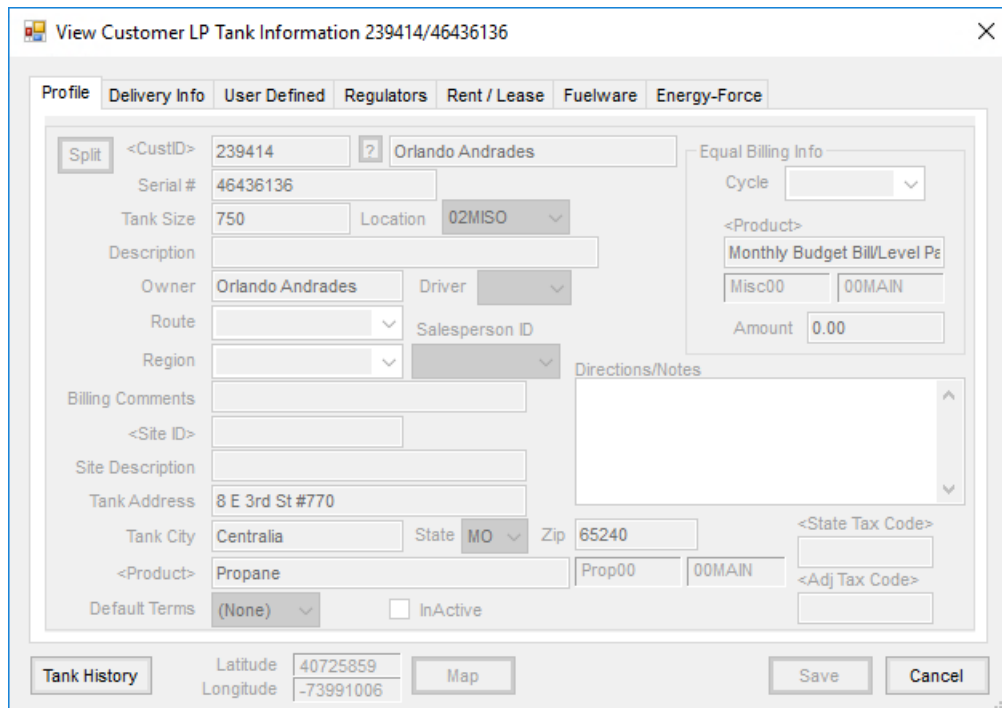 View Customer LP Tank Information 239414/46436136
Profile Delivery Info User Defined Regulators Rent / Lease Fuelware Energy-Force
Split <CustID> 239414 ? Orlando Andrades
Equal Billing Info
Serial # 46436136
Cycle
Tank Size 750 Location 02MISO
<Product>
Description
Monthly Budget Bill/Level Pa
Owner Orlando Andrades Driver
Misc00 00MAIN
Route
Salesperson ID
Amount 0.00
Region
Directions/Notes
Billing Comments
<Site ID>
Site Description
Tank Address 8 E 3rd St #770
Tank City Centralia State MO Zip 65240
<State Tax Code>
<Product> Propane Prop00 00MAIN
<Adj Tax Code>
Default Terms (None) InActive
Tank History
Latitude 40725859
Longitude -73991006
Map
Save
Cancel